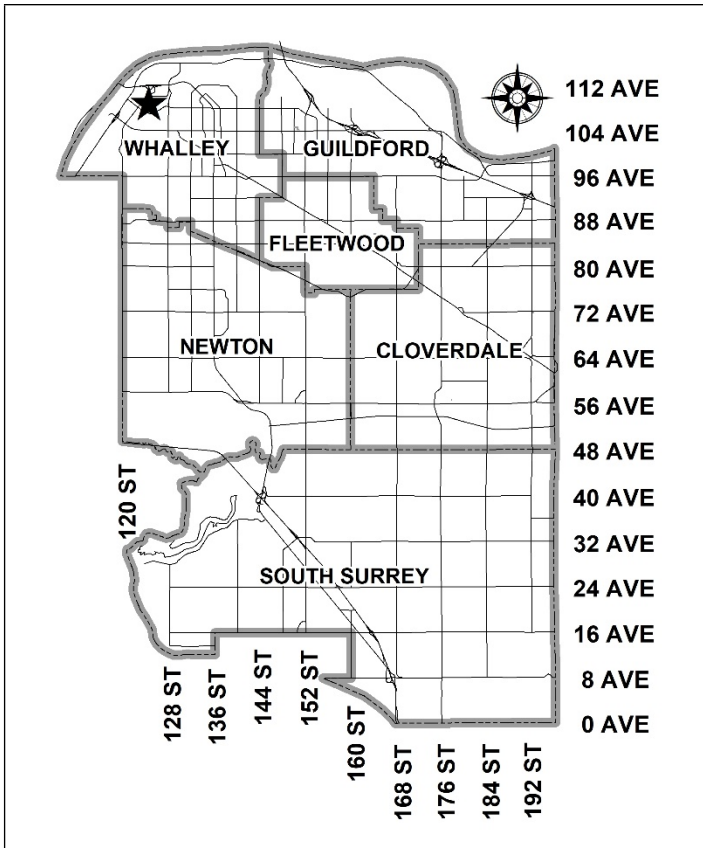 112 AVE
104 AVE
WHALLEY
GUILDFORD
96 AVE
88 AVE
FLEETWOOD
80 AVE
72 AVE
NEWTON
CLOVERDALE
64 AVE
56 AVE
48 AVE
120 ST
40 AVE
32 AVE
SOUTH SURREY
24 AVE
16 AVE
8 AVE
0 AVE
128 ST
136 ST
144 ST
152 ST
160 ST
168 ST
176 ST
184 ST
192 ST